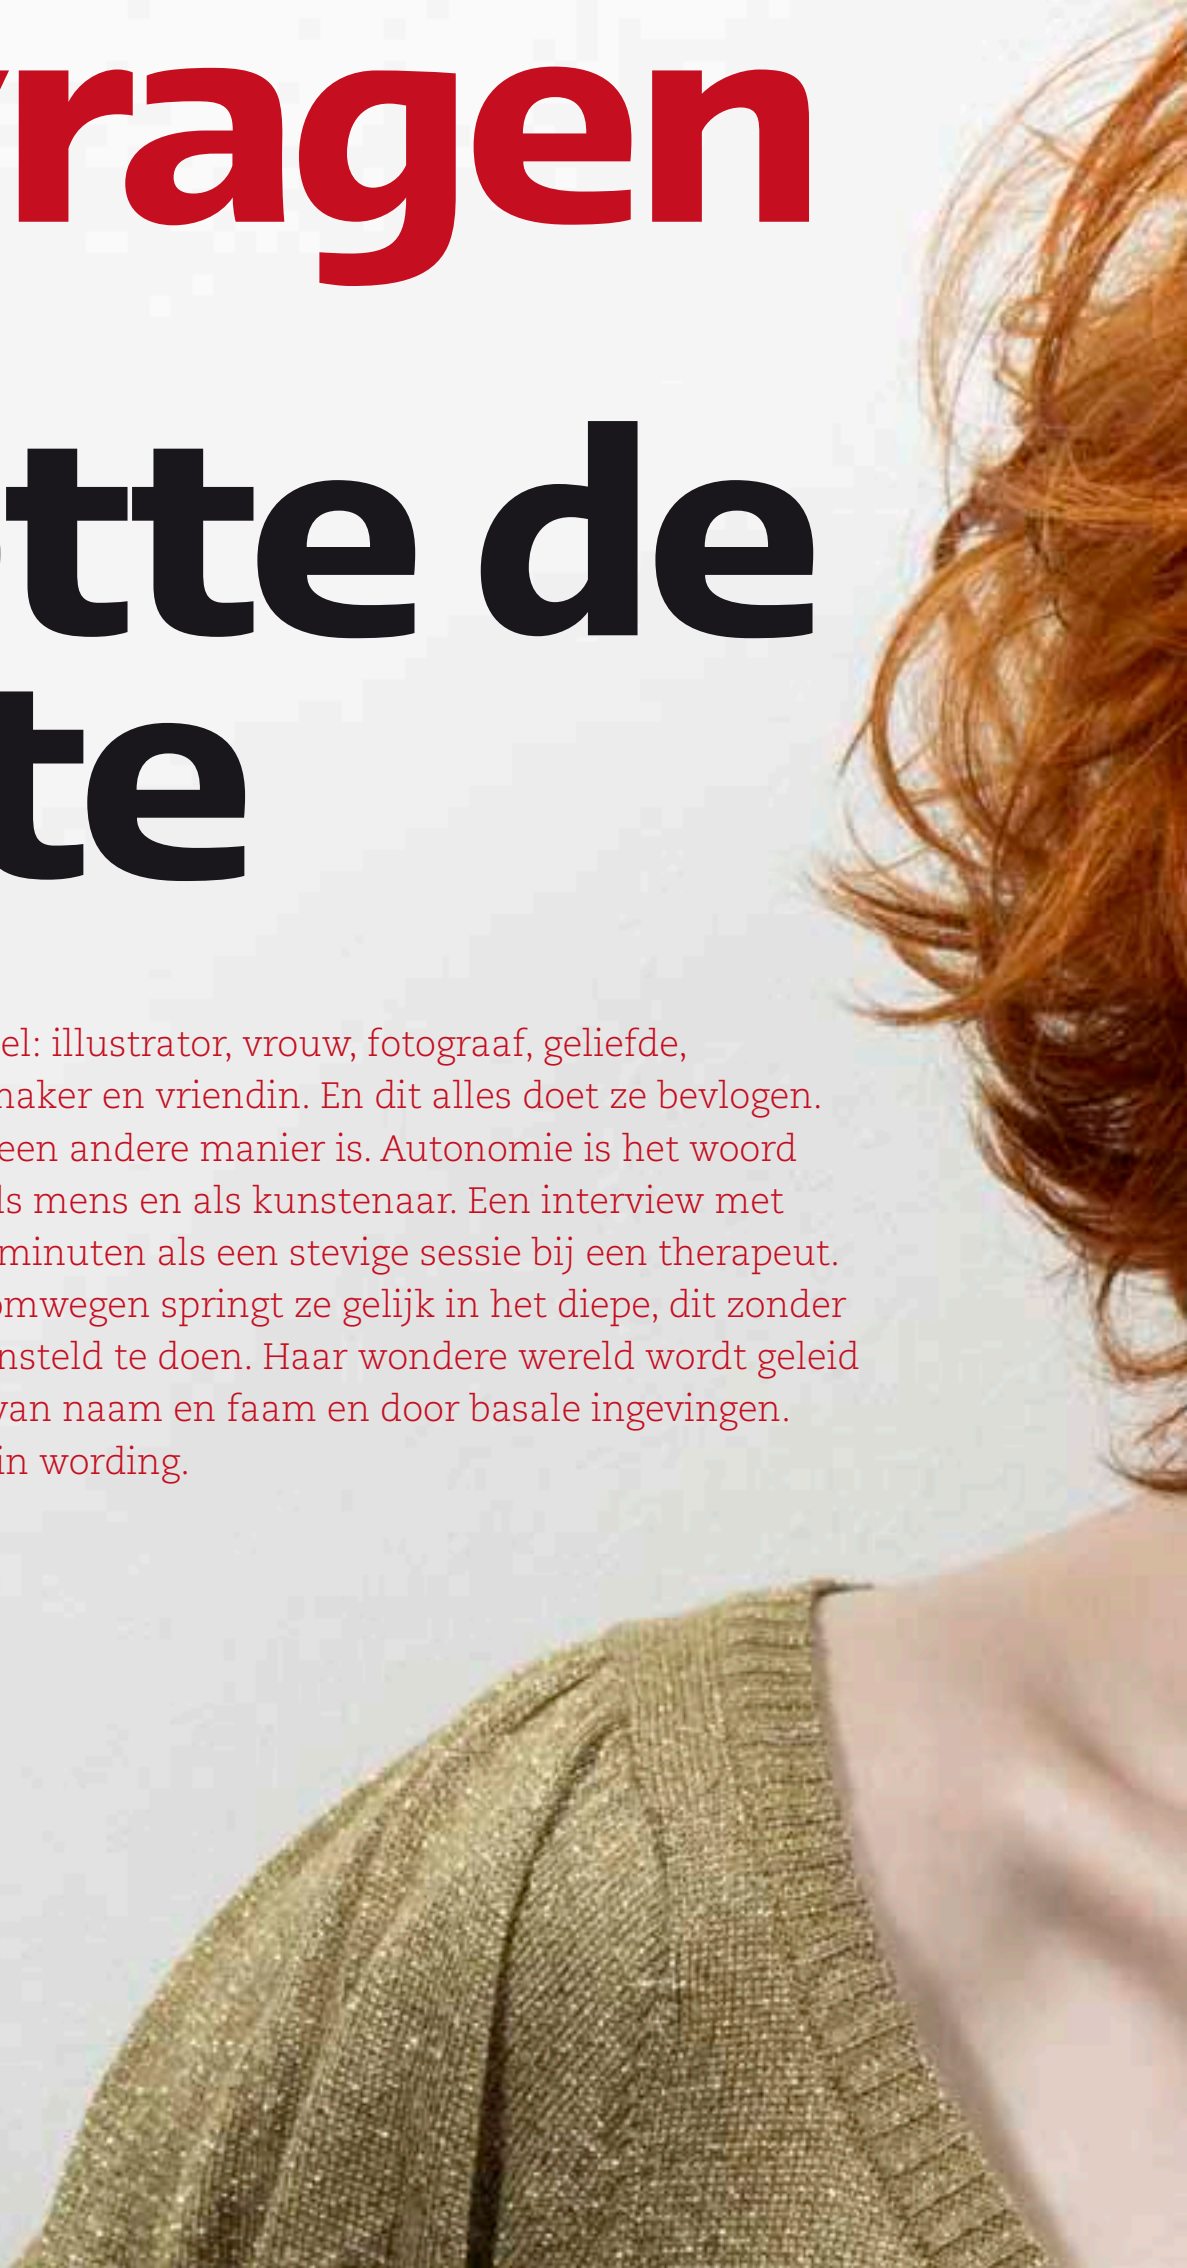 ragen
tte de
te
el: illustrator, vrouw, fotograaf, geliefde,
maker en vriendin. En dit alles doet ze bevlogen.
een andere manier is. Autonomie is het woord
ls mens en als kunstenaar. Een interview met
minuten als een stevige sessie bij een therapeut.
omwegen springt ze gelijk in het diepe, dit zonder
nsteld te doen. Haar wondere wereld wordt geleid
van naam en faam en door basale ingevingen.
in wording.